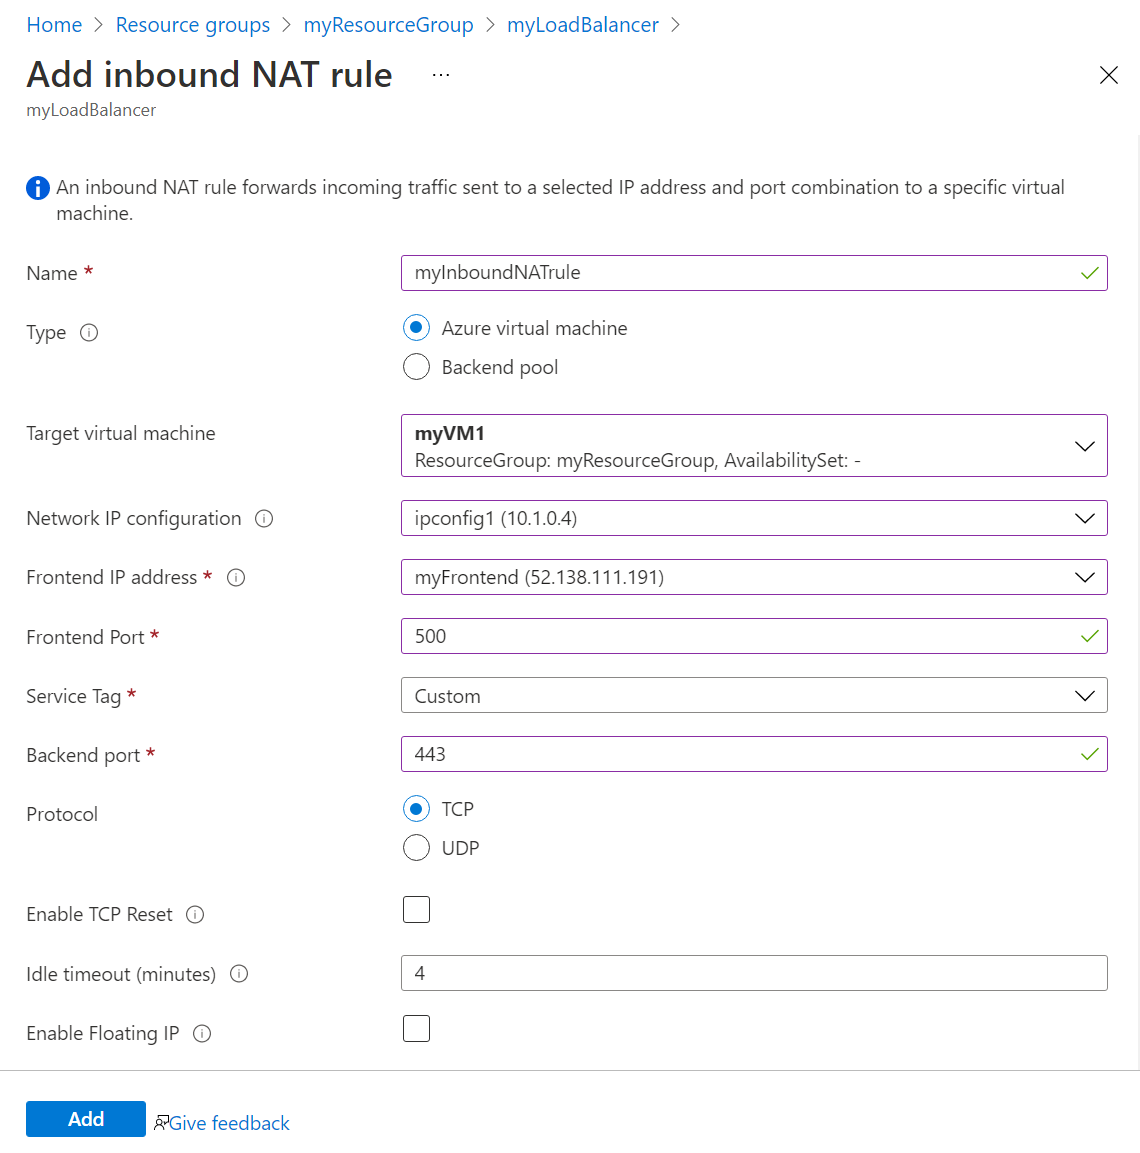 Home > Resource groups > myResourceGroup > myLoadBalancer >
Add inbound NAT rule ...
myLoadBalancer
An inbound NAT rule forwards incoming traffic sent to a selected IP address and port combination to a specific virtual
machine.
Name *
myInboundNATrule
Type
Azure virtual machine
Backend pool
Target virtual machine
myVM1
ResourceGroup: myResourceGroup, AvailabilitySet: -
Network IP configuration
ipconfig1 (10.1.0.4)
Frontend IP address *
myFrontend (52.138.111.191)
Frontend Port *
500
Service Tag *
Custom
Backend port *
443
Protocol
TCP
UDP
Enable TCP Reset
Idle timeout (minutes)
4
Enable Floating IP
Add
Give feedback